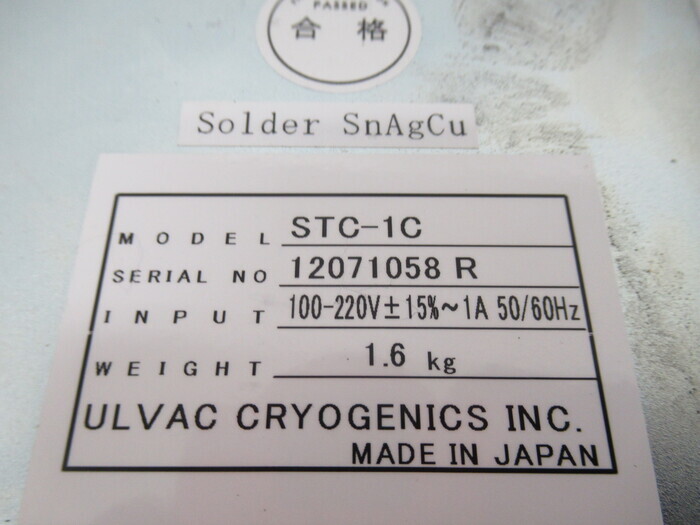 PASSED
合格
Solder SnAgCu
MODEL STC-1C
SERIAL NO 12071058 R
INPUT 100-220V±15%~1A 50/60Hz
WEIGHT 1.6 kg
ULVAC CRYOGENICS INC.
MADE IN JAPAN